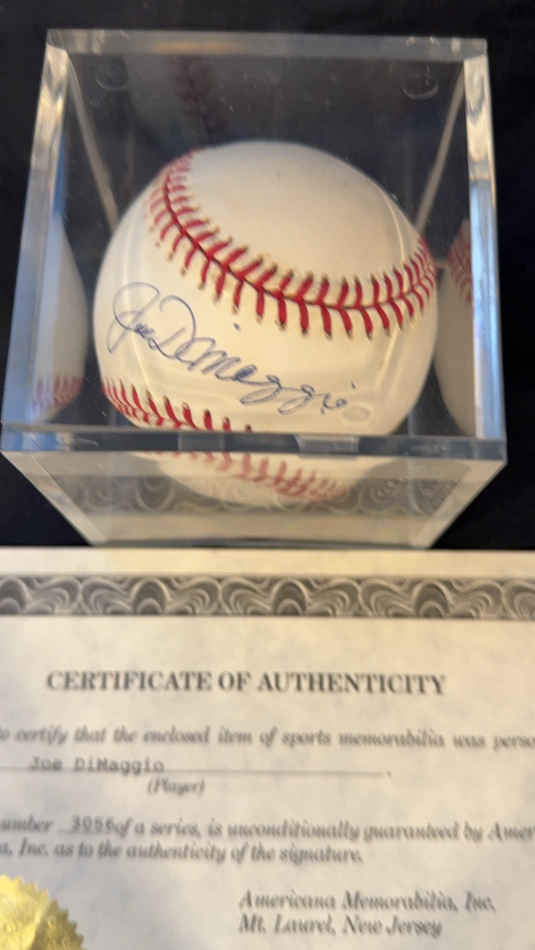 Joe DiMaggio
CERTIFICATE OF AUTHENTICITY
to certify that the enclosed item of sports memorabilia was perso
Joe DiMaggio
(Player)
number 3056 of a series, is unconditionally guaranteed by Amer
a, Inc. as to the authenticity of the signature.
Americana Memorabilia, Inc.
Mt. Laurel, New Jersey